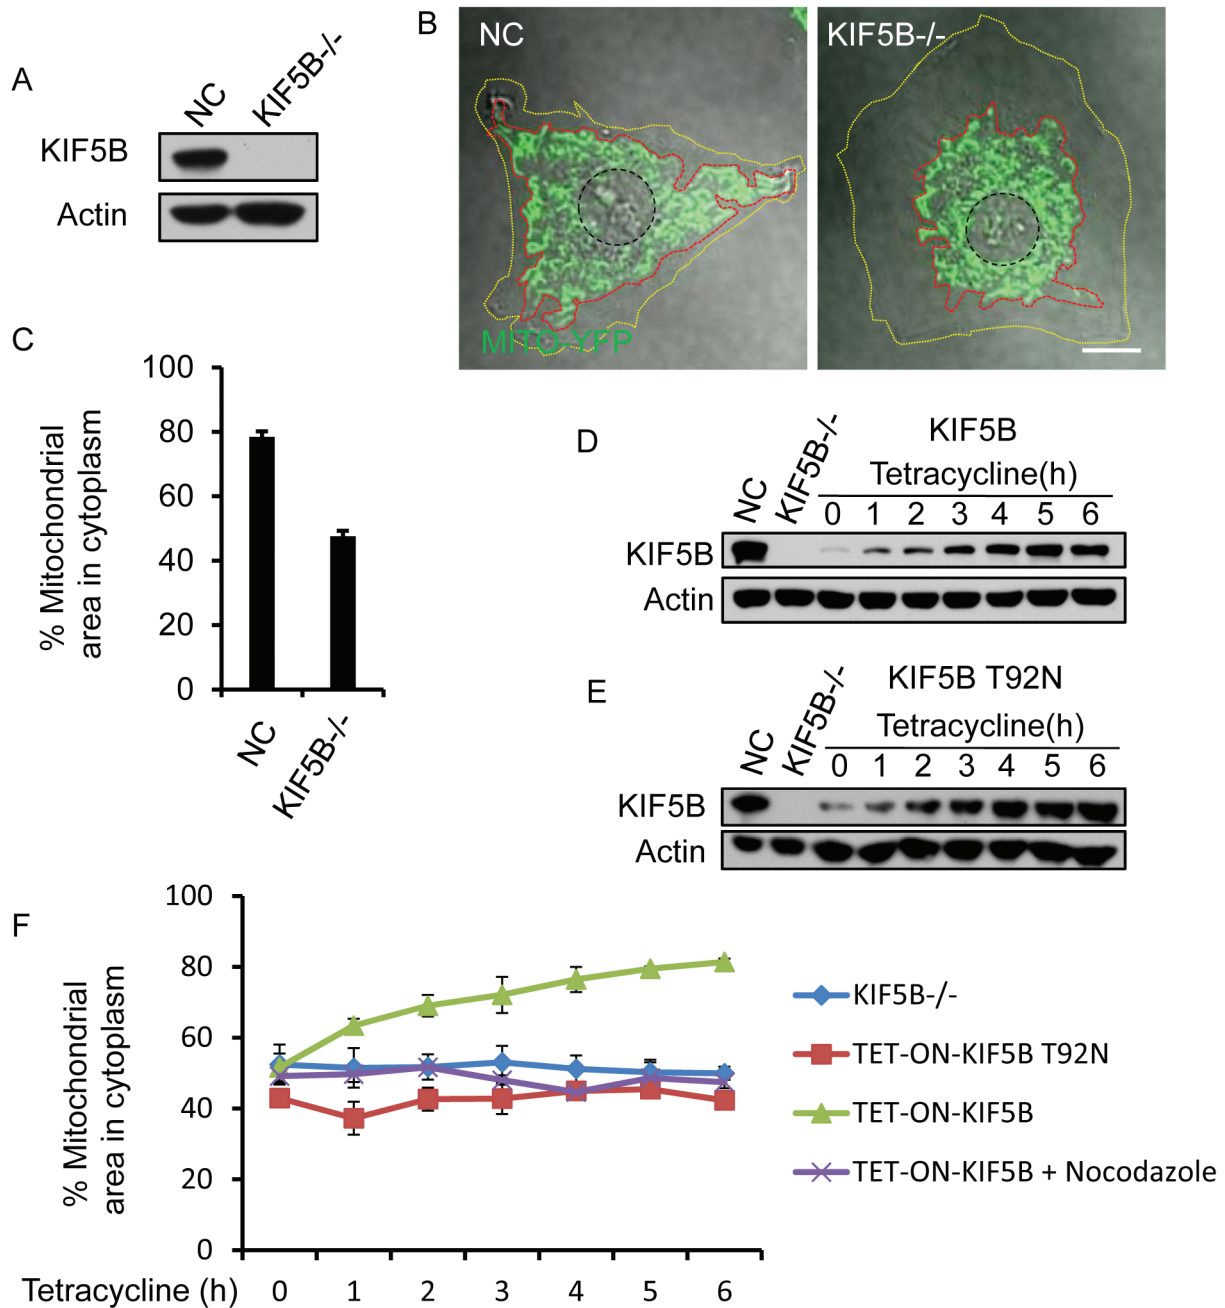 A
NC
KIF5B-/-
KIF5B
Actin
B
NC
KIF5B-/-
MITO-YFP
C
% Mitochondrial
area in cytoplasm
100
80
60
40
20
0
NC
KIF5B-/-
D
NC
KIF5B-/-
KIF5B
Tetracycline(h)
0 1 2 3 4 5 6
KIF5B
Actin
E
NC
KIF5B-/-
KIF5B T92N
Tetracycline(h)
0 1 2 3 4 5 6
KIF5B
Actin
F
% Mitochondrial
area in cytoplasm
100
80
60
40
20
0
Tetracycline (h) 0 1 2 3 4 5 6
KIF5B-/-
TET-ON-KIF5B T92N
TET-ON-KIF5B
TET-ON-KIF5B + Nocodazole